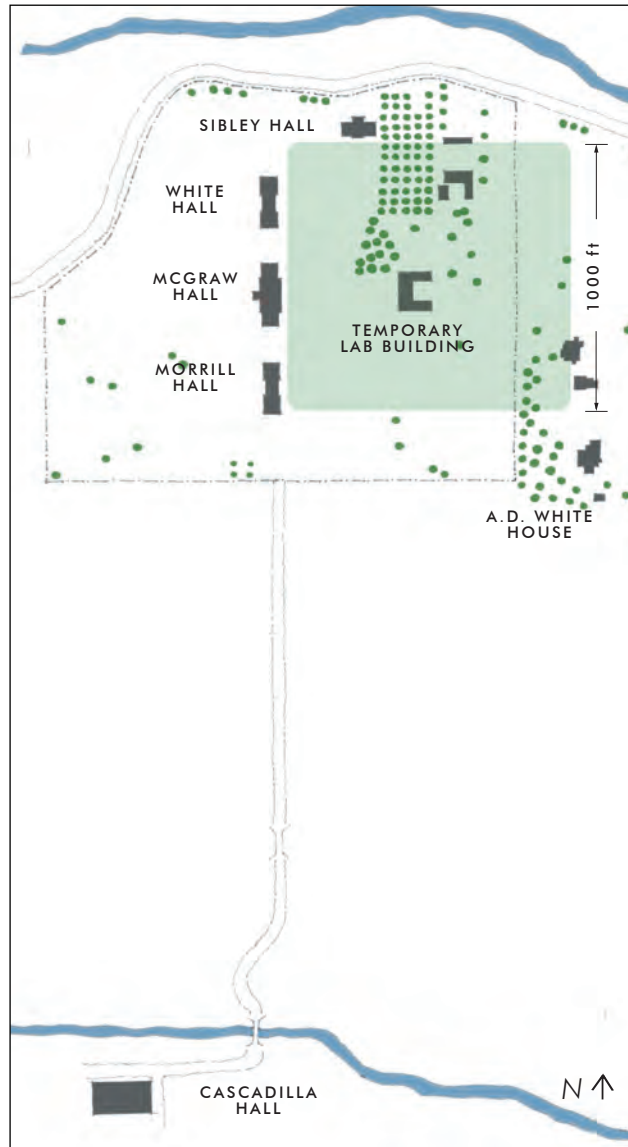 SIBLEY HALL
WHITE
HALL
MCGRAW
HALL
MORRILL
HALL
TEMPORARY
LAB BUILDING
1000 ft
A.D. WHITE
HOUSE
CASCADILLA
HALL
N